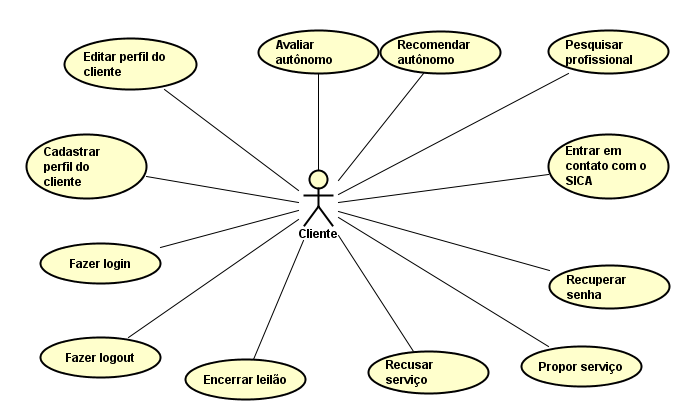 Editar perfil do
cliente
Avaliar
autônomo
Recomendar
autônomo
Pesquisar
profissional
Cadastrar
perfil do
cliente
Entrar em
contato com o
SICA
Cliente
Fazer login
Recuperar
senha
Fazer logout
Encerrar leilão
Recusar
serviço
Propor serviço